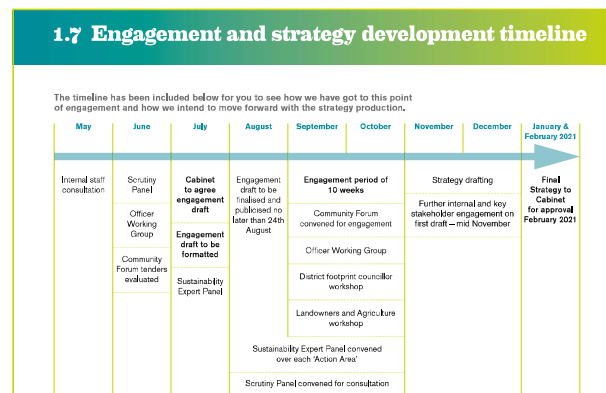 1.7 Engagement and strategy development timeline
The timeline has been included below for you to see how we have got to this point
of engagement and how we intend to move forward with the strategy production.
May
June
July
August
September
October
November
December
January &
February 2021
Internal staff
consultation
Scrutiny
Panel
Officer
Working
Group
Community
Forum tenders
evaluated
Cabinet
to agree
engagement
draft
Engagement
draft to be
formatted
Sustainability
Expert Panel
Engagement
draft to be
finalised and
publicised no
later than 24th
August
Engagement period of
10 weeks
Community Forum
convened for engagement
Officer Working Group
District footprint councillor
workshop
Landowners and Agriculture
workshop
Sustainability Expert Panel convened
over each ‘Action Area’
Scrutiny Panel convened for consultation
Strategy drafting
Further internal and key
stakeholder engagement on
first draft — mid November
Final
Strategy to
Cabinet
for approval
February 2021